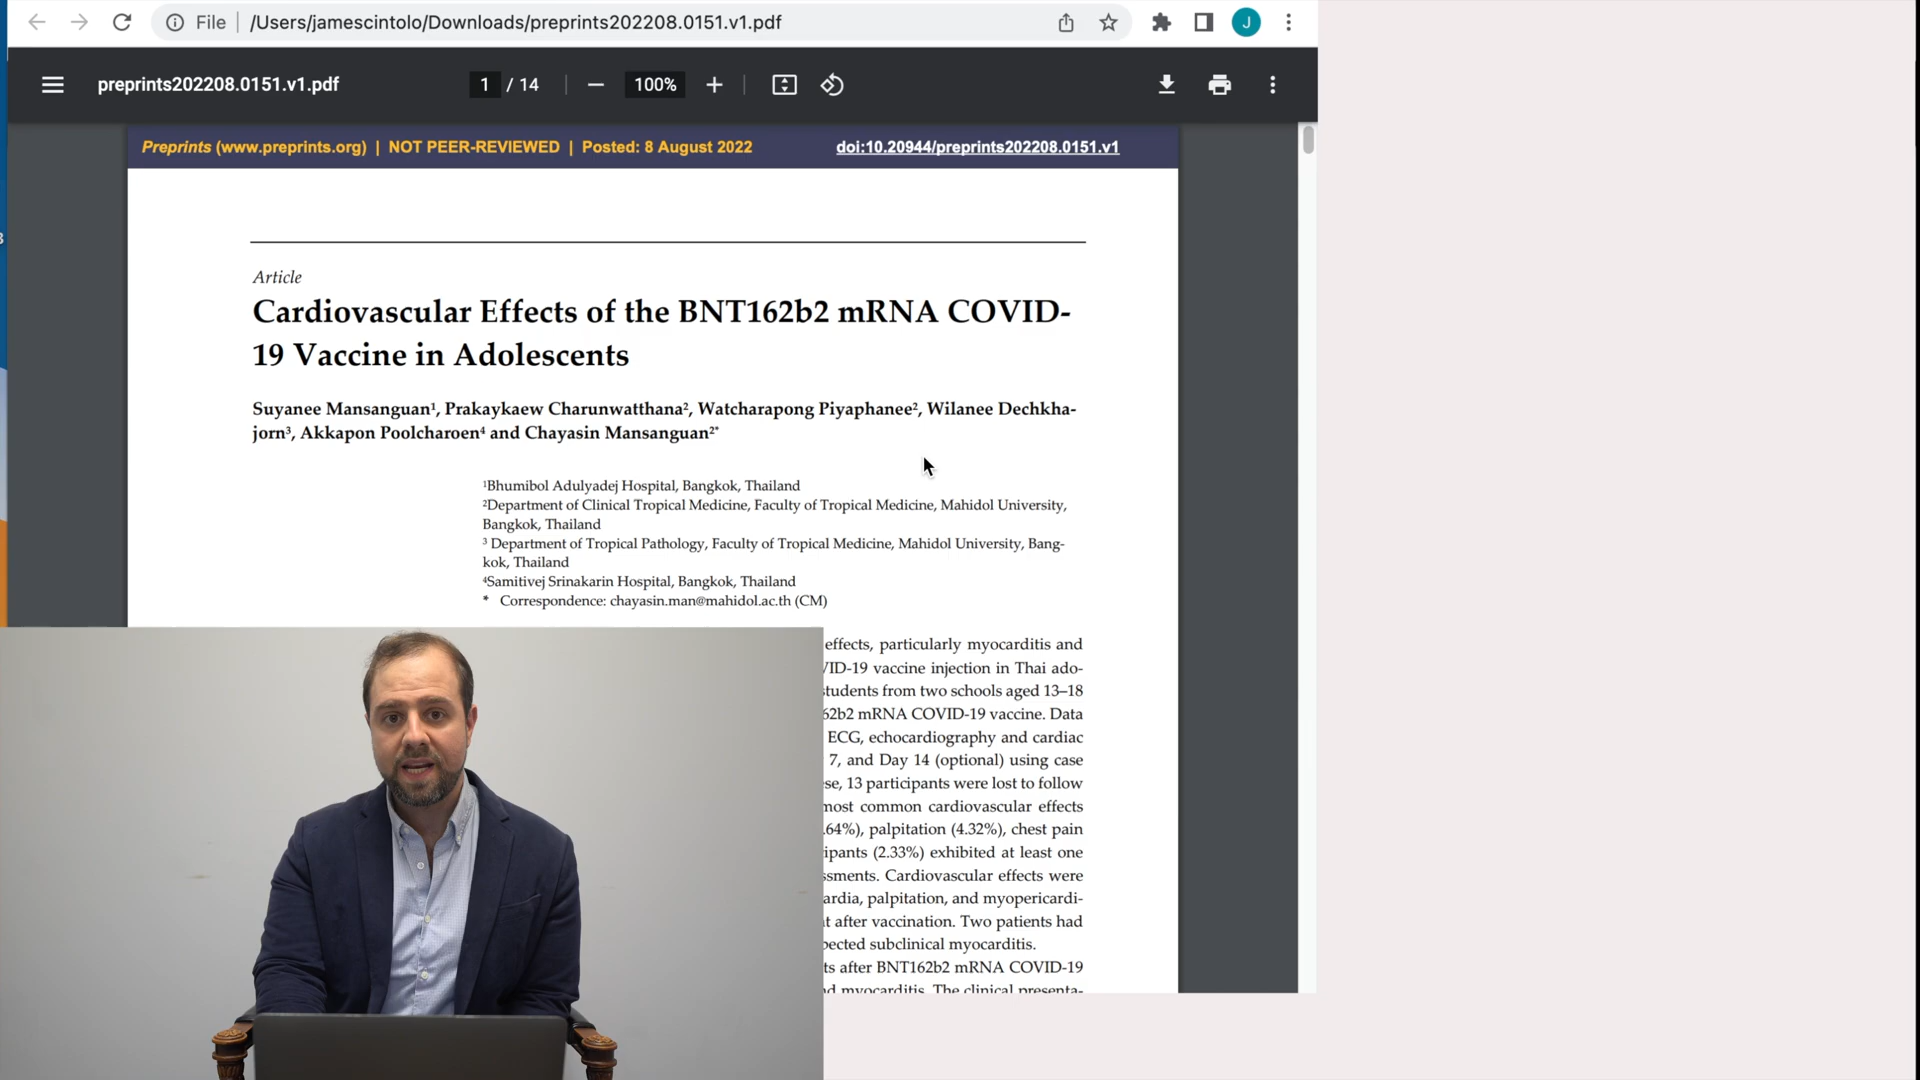 File
/Users/jamescintolo/Downloads/preprints202208.0151.v1.pdf
J
preprints202208.0151.v1.pdf
1 / 14
100%
Preprints (www.preprints.org) | NOT PEER-REVIEWED | Posted: 8 August 2022
doi:10.20944/preprints202208.0151.v1
3
Article
Cardiovascular Effects of the BNT162b2 mRNA COVID-
19 Vaccine in Adolescents
Suyanee Mansanguan¹, Prakaykaew Charunwatthana², Watcharapong Piyaphanee², Wilanee Dechkha-
jorn³, Akkapon Poolcharoen⁴ and Chayasin Mansanguan²*
¹Bhumibol Adulyadej Hospital, Bangkok, Thailand
²Department of Clinical Tropical Medicine, Faculty of Tropical Medicine, Mahidol University,
Bangkok, Thailand
³ Department of Tropical Pathology, Faculty of Tropical Medicine, Mahidol University, Bang-
kok, Thailand
⁴Samitivej Srinakarin Hospital, Bangkok, Thailand
* Correspondence: chayasin.man@mahidol.ac.th (CM)
effects, particularly myocarditis and
VID-19 vaccine injection in Thai ado-
students from two schools aged 13–18
62b2 mRNA COVID-19 vaccine. Data
ECG, echocardiography and cardiac
7, and Day 14 (optional) using case
se, 13 participants were lost to follow
most common cardiovascular effects
.64%), palpitation (4.32%), chest pain
ipants (2.33%) exhibited at least one
ssments. Cardiovascular effects were
ardia, palpitation, and myopericardi-
t after vaccination. Two patients had
pected subclinical myocarditis.
ts after BNT162b2 mRNA COVID-19
d myocarditis. The clinical presenta-